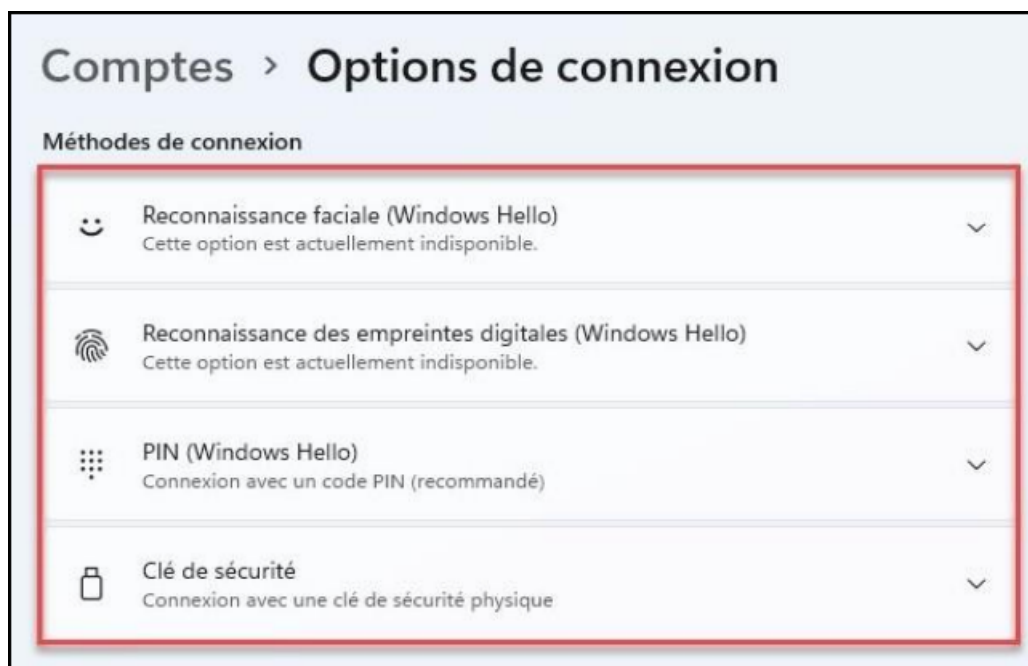 Comptes > Options de connexion
Méthodes de connexion
Reconnaissance faciale (Windows Hello)
Cette option est actuellement indisponible.
Reconnaissance des empreintes digitales (Windows Hello)
Cette option est actuellement indisponible.
PIN (Windows Hello)
Connexion avec un code PIN (recommandé)
Clé de sécurité
Connexion avec une clé de sécurité physique